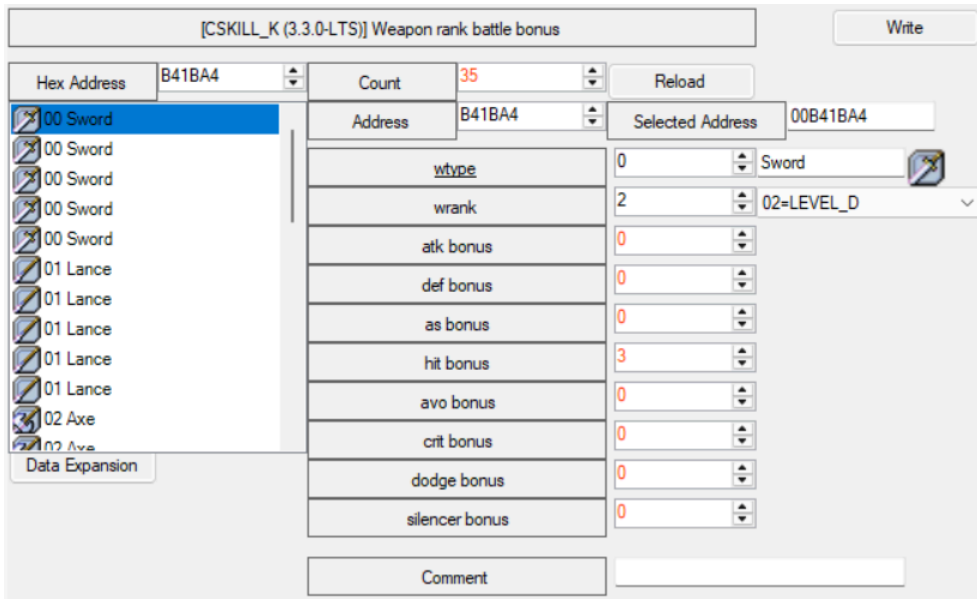 [CSKILL_K (3.3.0-LTS)] Weapon rank battle bonus
Write
Hex Address
B41BA4
Count
35
Reload
00 Sword
00 Sword
00 Sword
00 Sword
00 Sword
01 Lance
01 Lance
01 Lance
01 Lance
01 Lance
02 Axe
02 Axe
Data Expansion
Address
B41BA4
Selected Address
00B41BA4
wtype
0
Sword
wrank
2
02=LEVEL_D
atk bonus
0
def bonus
0
as bonus
0
hit bonus
3
avo bonus
0
crit bonus
0
dodge bonus
0
silencer bonus
0
Comment